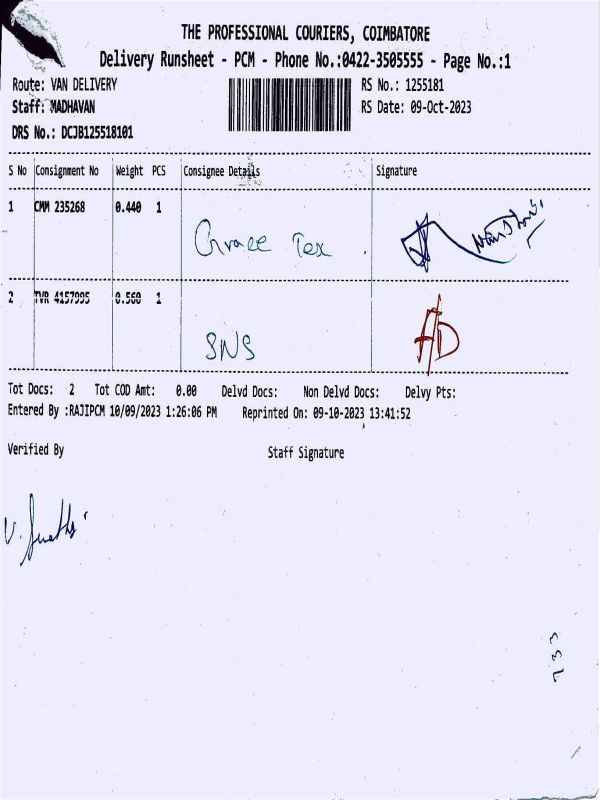 THE PROFESSIONAL COURIERS, COIMBATORE
Delivery Runsheet - PCM - Phone No.:0422-3505555 - Page No.:1
Route: VAN DELIVERY RS No.: 1255181
Staff: MADHAVAN RS Date: 09-Oct-2023
DRS No.: DCJB125518101
S No Consignment No Weight PCS Consignee Details Signature
1 CMM 235268 0.440 1
Grace Tex
2 TVR 4157995 0.560 1
SNS
AD
Tot Docs: 2 Tot COD Amt: 0.00 Delvd Docs: Non Delvd Docs: Delvy Pts:
Entered By :RAJIPCM 10/09/2023 1:26:06 PM Reprinted On: 09-10-2023 13:41:52
Verified By Staff Signature
733